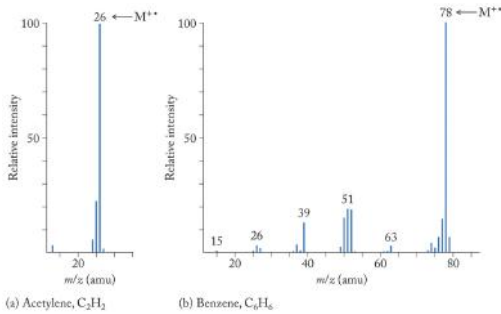 26 ← M⁺•
100
Relative intensity
50
20
m/z (amu)
(a) Acetylene, C₂H₂
78 ← M⁺•
100
Relative intensity
50
15
26
39
51
63
20
40
60
80
m/z (amu)
(b) Benzene, C₆H₆